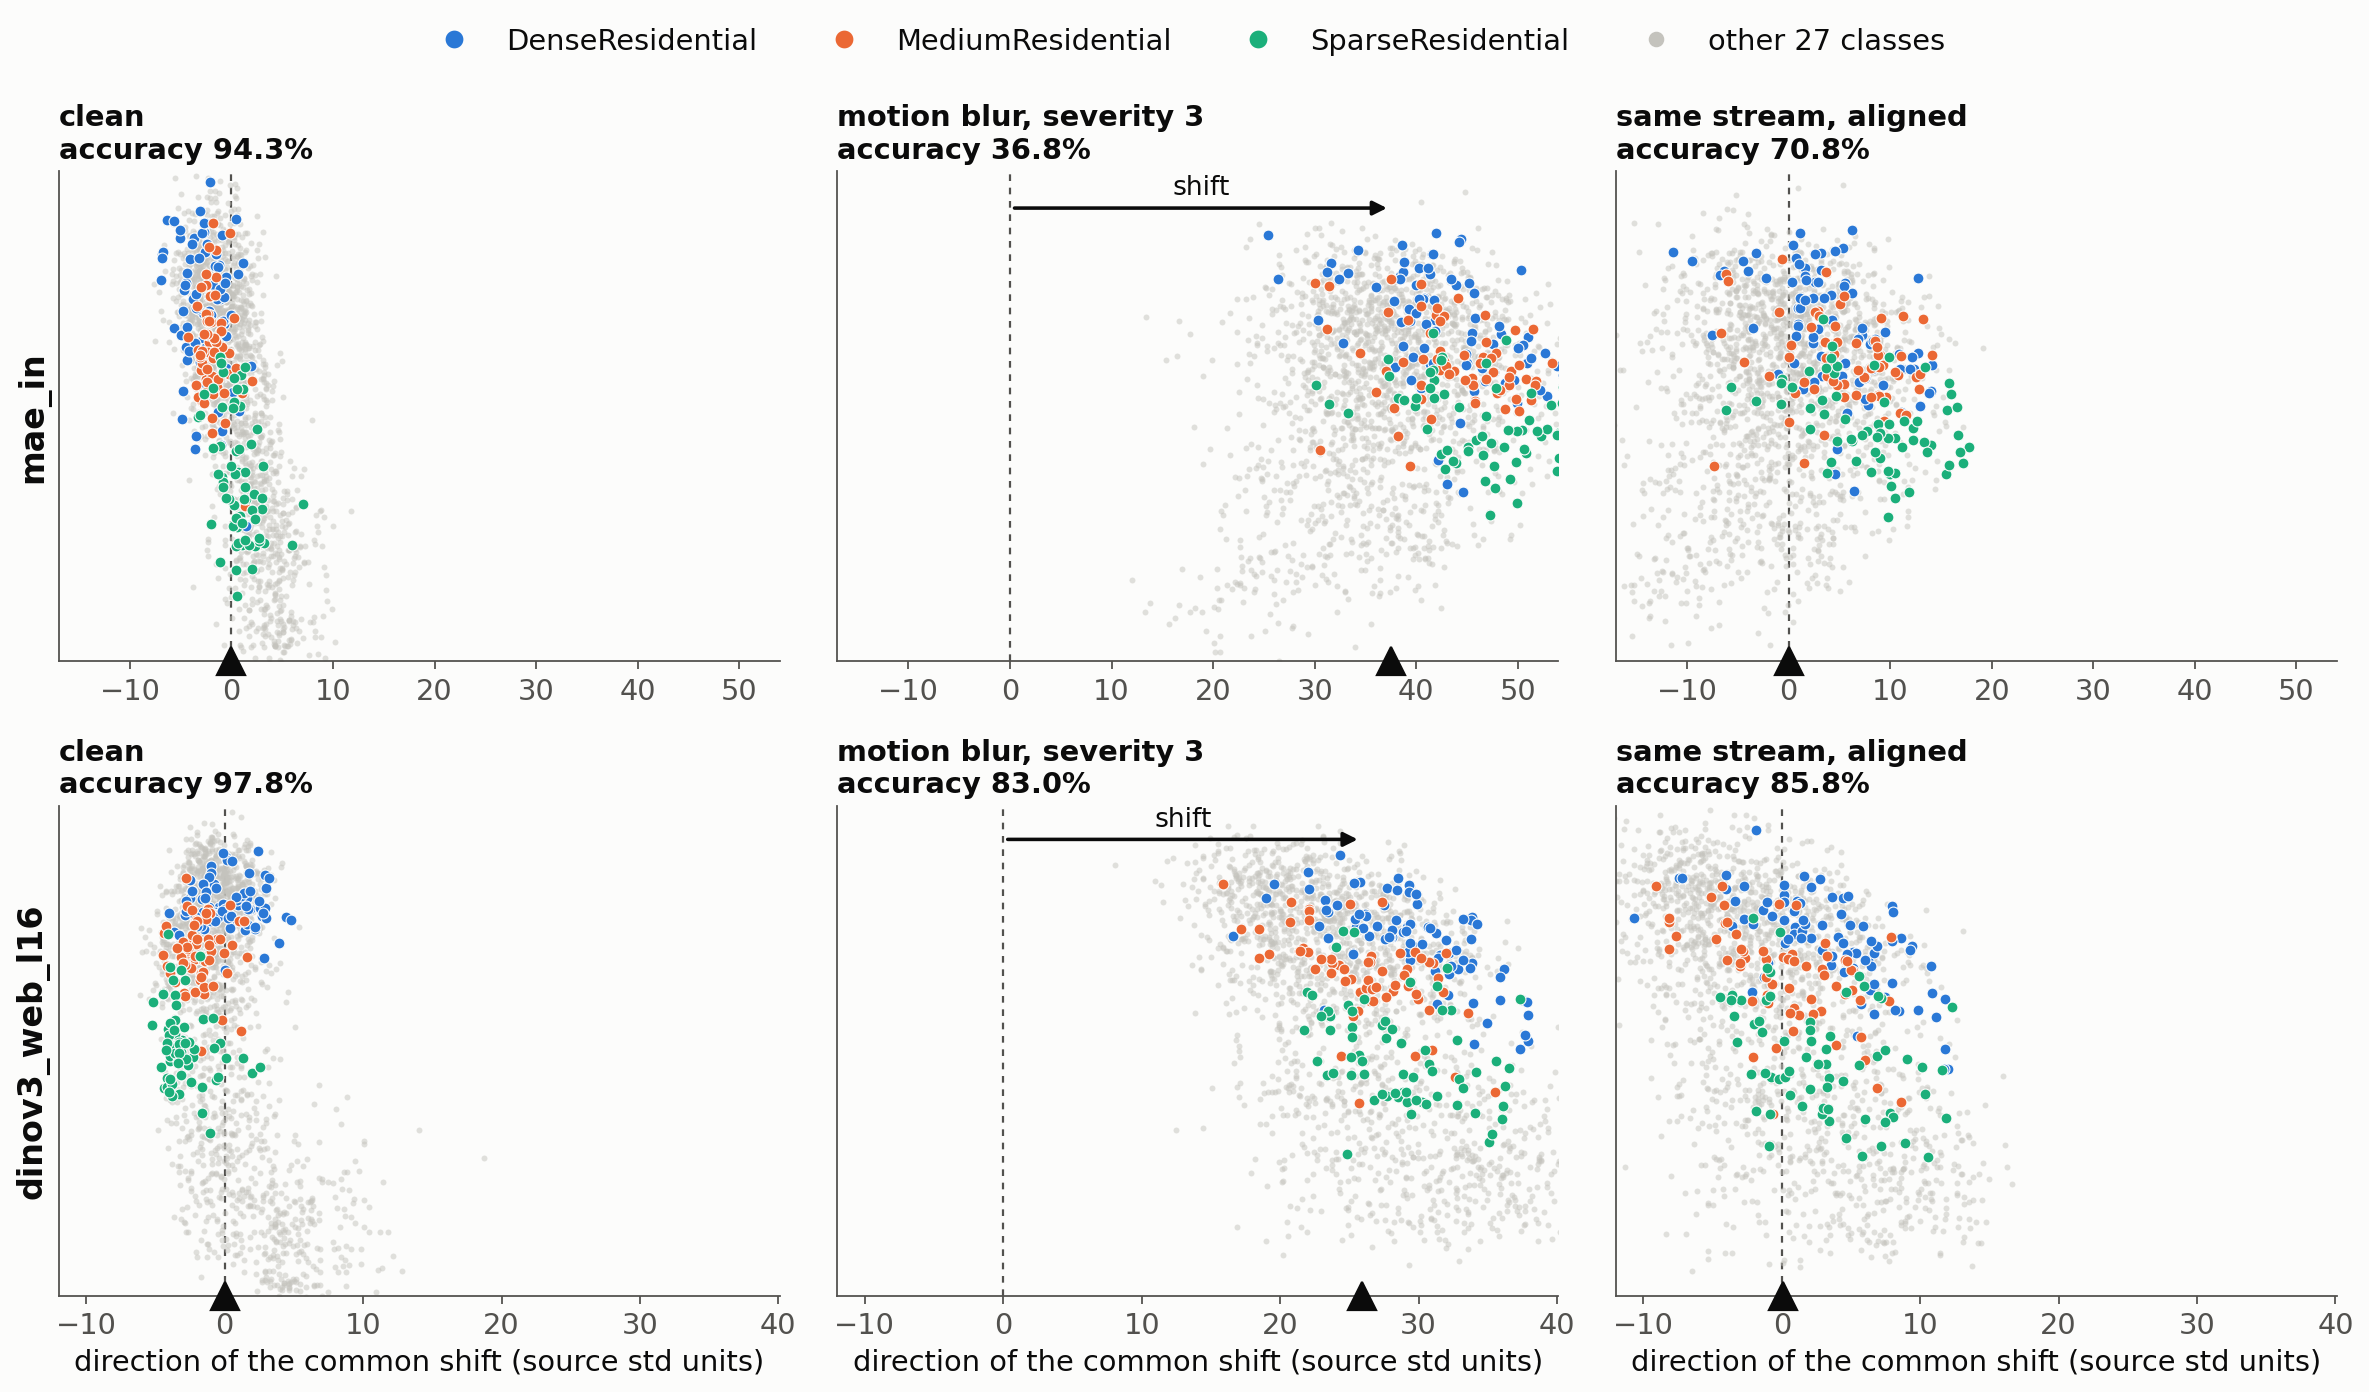 DenseResidential MediumResidential SparseResidential other 27 classes
clean
accuracy 94.3%
motion blur, severity 3
accuracy 36.8%
same stream, aligned
accuracy 70.8%
shift
mae_in
−10 0 10 20 30 40 50
−10 0 10 20 30 40 50
−10 0 10 20 30 40 50
clean
accuracy 97.8%
motion blur, severity 3
accuracy 83.0%
same stream, aligned
accuracy 85.8%
shift
dinov3_web_l16
−10 0 10 20 30 40
−10 0 10 20 30 40
−10 0 10 20 30 40
direction of the common shift (source std units)
direction of the common shift (source std units)
direction of the common shift (source std units)